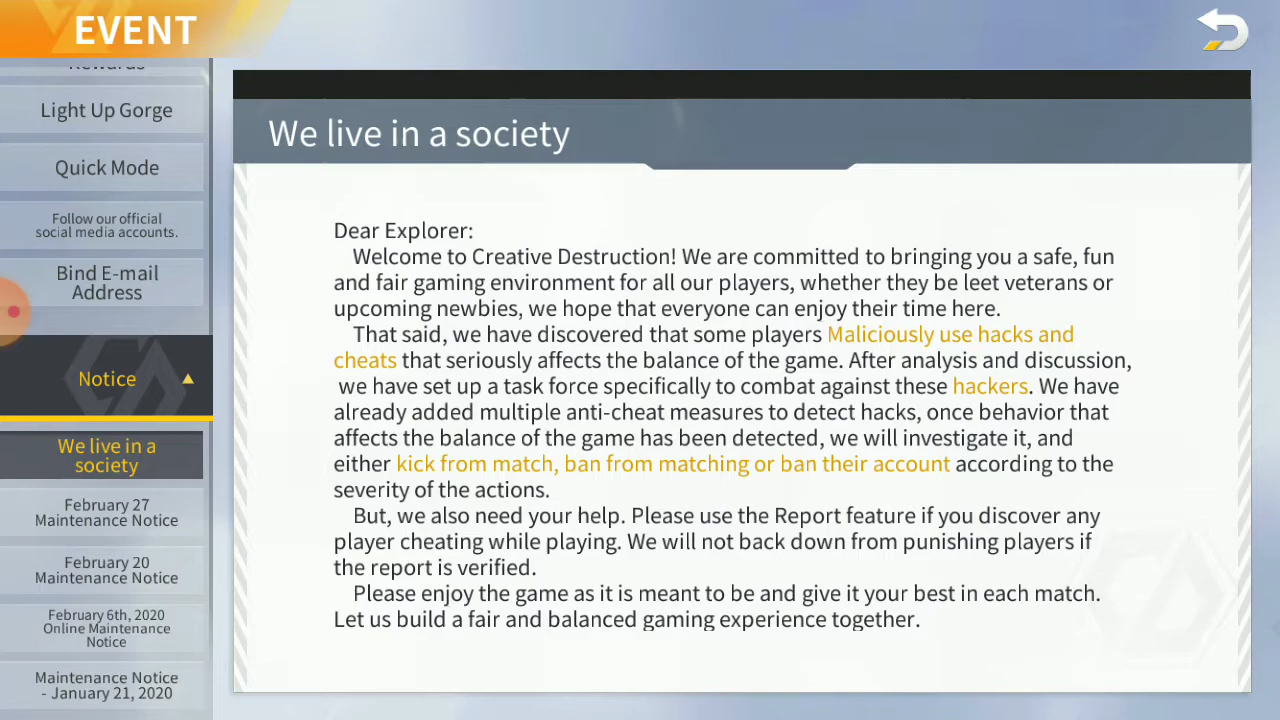 EVENT
Rewards
Light Up Gorge
Quick Mode
Follow our official
social media accounts.
Bind E-mail
Address
Notice
We live in a
society
February 27
Maintenance Notice
February 20
Maintenance Notice
February 6th, 2020
Online Maintenance
Notice
Maintenance Notice
- January 21, 2020
We live in a society
Dear Explorer:
Welcome to Creative Destruction! We are committed to bringing you a safe, fun
and fair gaming environment for all our players, whether they be leet veterans or
upcoming newbies, we hope that everyone can enjoy their time here.
That said, we have discovered that some players Maliciously use hacks and
cheats that seriously affects the balance of the game. After analysis and discussion,
we have set up a task force specifically to combat against these hackers. We have
already added multiple anti-cheat measures to detect hacks, once behavior that
affects the balance of the game has been detected, we will investigate it, and
either kick from match, ban from matching or ban their account according to the
severity of the actions.
But, we also need your help. Please use the Report feature if you discover any
player cheating while playing. We will not back down from punishing players if
the report is verified.
Please enjoy the game as it is meant to be and give it your best in each match.
Let us build a fair and balanced gaming experience together.